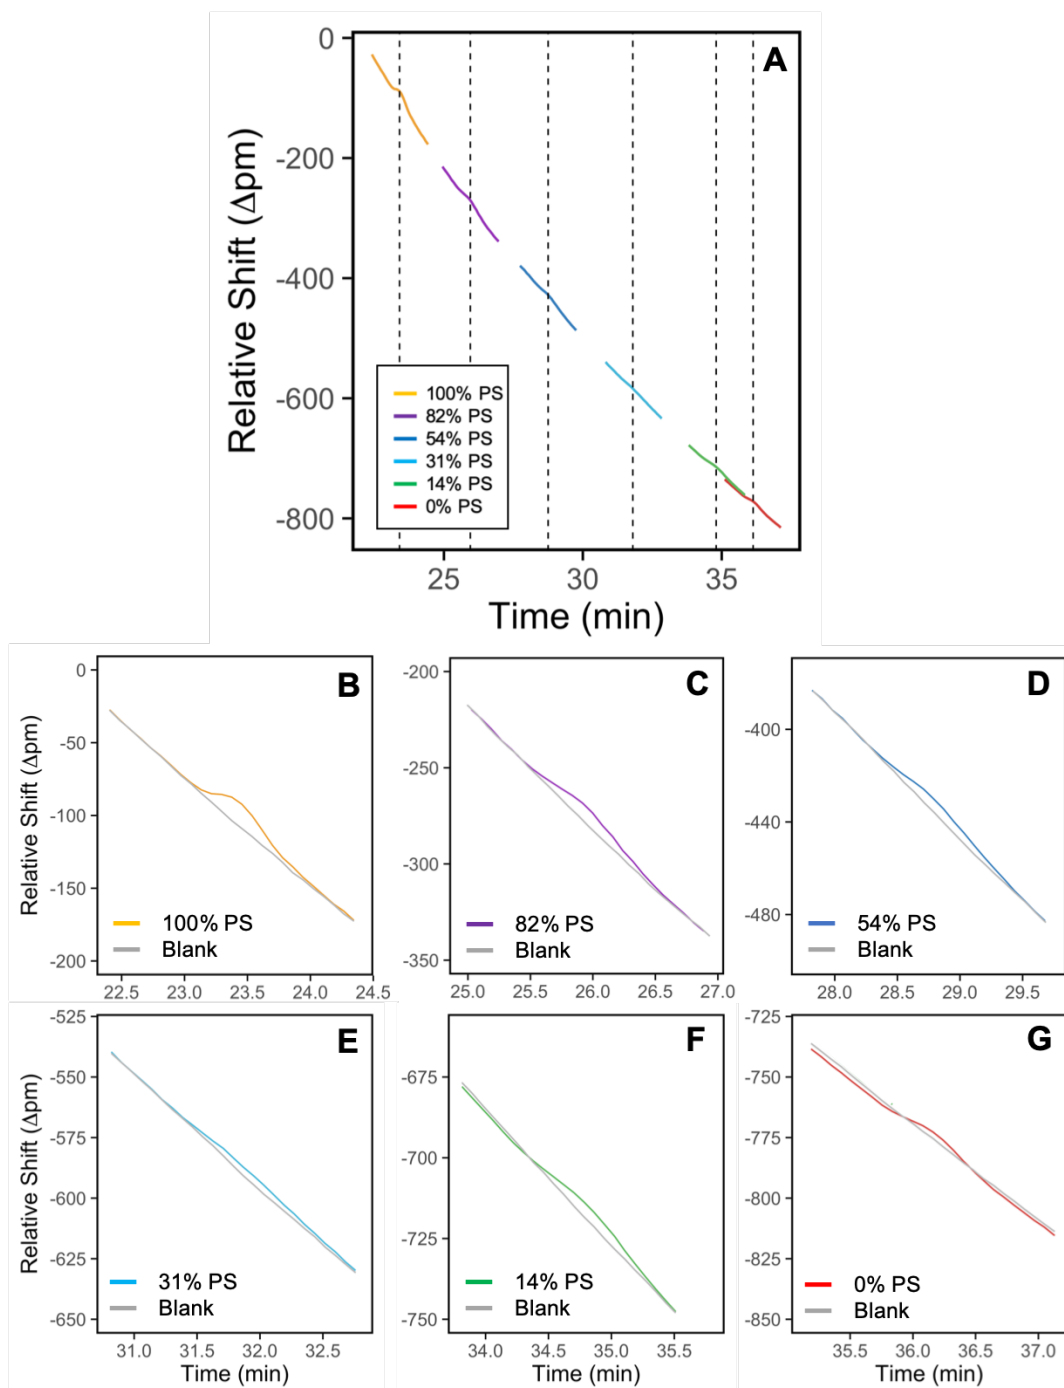 A
Relative Shift (Δpm)
0
-200
-400
-600
-800
100% PS
82% PS
54% PS
31% PS
14% PS
0% PS
25 30 35
Time (min)
B
Relative Shift (Δpm)
0
-50
-100
-150
-200
100% PS
Blank
22.5 23.0 23.5 24.0 24.5
C
-200
-250
-300
-350
82% PS
Blank
25.0 25.5 26.0 26.5 27.0
D
-400
-440
-480
54% PS
Blank
28.0 28.5 29.0 29.5
E
Relative Shift (Δpm)
-525
-550
-575
-600
-625
-650
31% PS
Blank
31.0 31.5 32.0 32.5
Time (min)
F
-675
-700
-725
-750
14% PS
Blank
34.0 34.5 35.0 35.5
Time (min)
G
-725
-750
-775
-800
-825
-850
0% PS
Blank
35.5 36.0 36.5 37.0
Time (min)